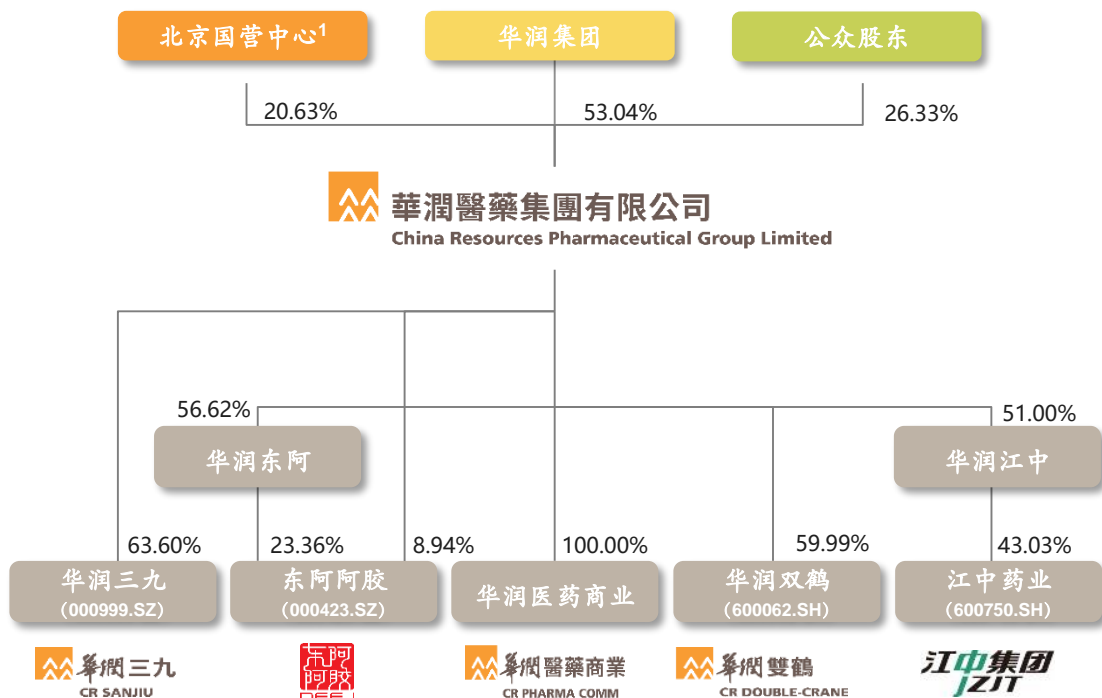 北京国营中心1
华润集团
公众股东
20.63%
53.04%
26.33%
華潤醫藥集團有限公司
China Resources Pharmaceutical Group Limited
56.62%
51.00%
华润东阿
华润江中
63.60%
23.36%
8.94%
100.00%
59.99%
43.03%
华润三九
(000999.SZ)
东阿阿胶
(000423.SZ)
华润医药商业
华润双鹤
(600062.SH)
江中药业
(600750.SH)
華潤三九
CR SANJIU
东阿阿胶
華潤醫藥商業
CR PHARMA COMM
華潤雙鶴
CR DOUBLE-CRANE
江中集团
JZJT